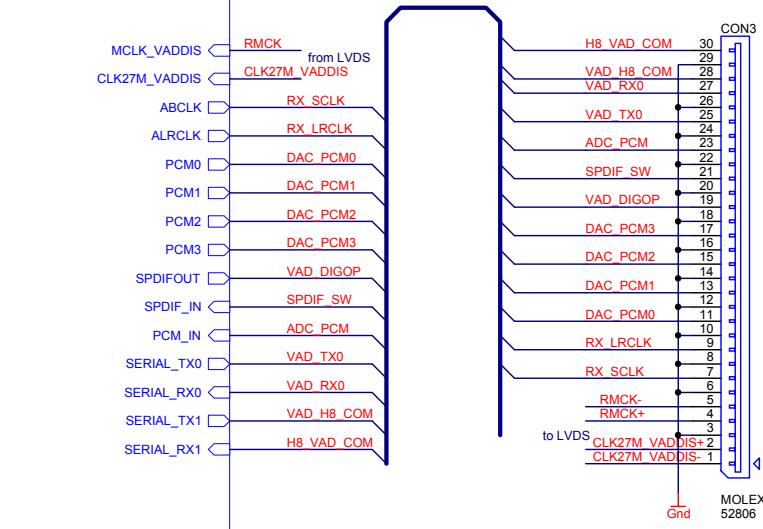 CON3
H8_VAD_COM 30
MCLK_VADDIS RMCK
from LVDS
29
CLK27M_VADDIS CLK27M_VADDIS
VAD_H8_COM 28
VAD_RX0 27
ABCLK RX_SCLK
26
VAD_TX0 25
ALRCLK RX_LRCLK
24
ADC_PCM 23
PCM0 DAC_PCM0
22
SPDIF_SW 21
PCM1 DAC_PCM1
20
VAD_DIGOP 19
PCM2 DAC_PCM2
18
DAC_PCM3 17
PCM3 DAC_PCM3
16
DAC_PCM2 15
SPDIFOUT VAD_DIGOP
14
DAC_PCM1 13
SPDIF_IN SPDIF_SW
12
DAC_PCM0 11
PCM_IN ADC_PCM
10
RX_LRCLK 9
SERIAL_TX0 VAD_TX0
8
RX_SCLK 7
SERIAL_RX0 VAD_RX0
6
RMCK- 5
SERIAL_TX1 VAD_H8_COM
RMCK+ 4
3
to LVDS
SERIAL_RX1 H8_VAD_COM
CLK27M_VADDIS+ 2
CLK27M_VADDIS- 1
Gnd
MOLEX
52806